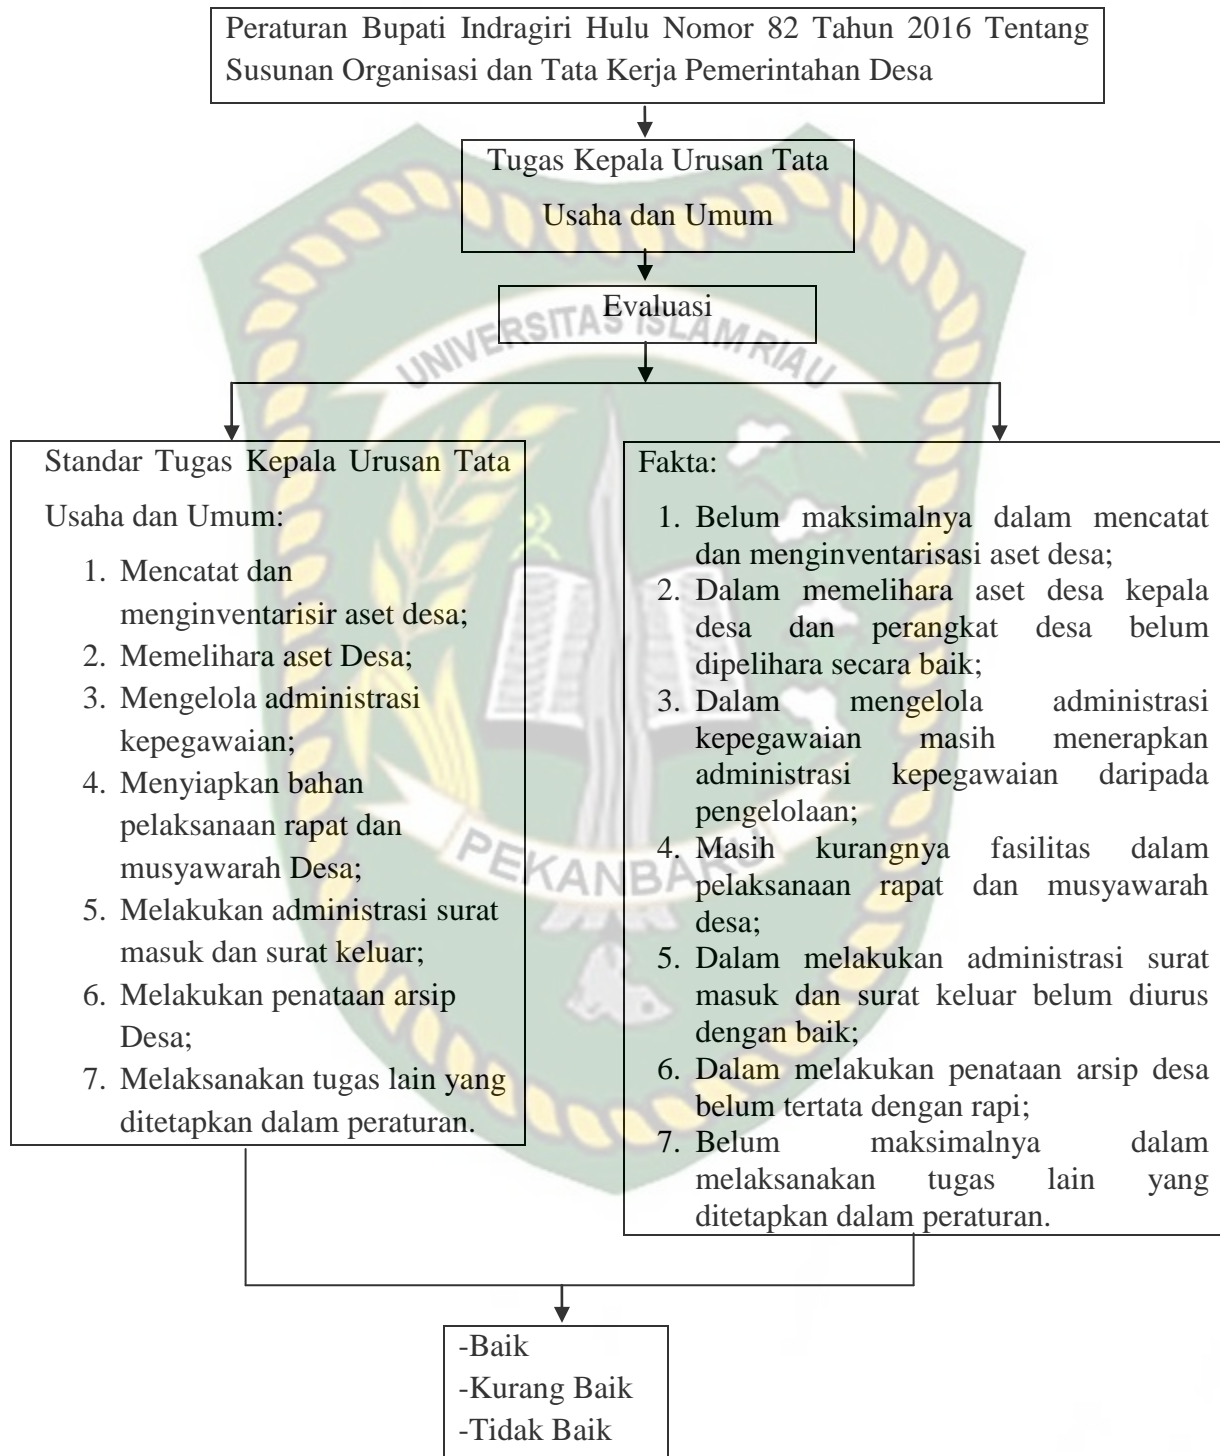 Peraturan Bupati Indragiri Hulu Nomor 82 Tahun 2016 Tentang
Susunan Organisasi dan Tata Kerja Pemerintahan Desa
Tugas Kepala Urusan Tata
Usaha dan Umum
Evaluasi
UNIVERSITAS ISLAM RIAU
Standar Tugas Kepala Urusan Tata
Usaha dan Umum:
1. Mencatat dan
menginventarisir aset desa;
2. Memelihara aset Desa;
3. Mengelola administrasi
kepegawaian;
4. Menyiapkan bahan
pelaksanaan rapat dan
musyawarah Desa;
5. Melakukan administrasi surat
masuk dan surat keluar;
6. Melakukan penataan arsip
Desa;
7. Melaksanakan tugas lain yang
ditetapkan dalam peraturan.
Fakta:
1. Belum maksimalnya dalam mencatat
dan menginventarisasi aset desa;
2. Dalam memelihara aset desa kepala
desa dan perangkat desa belum
dipelihara secara baik;
3. Dalam mengelola administrasi
kepegawaian masih menerapkan
administrasi kepegawaian daripada
pengelolaan;
4. Masih kurangnya fasilitas dalam
pelaksanaan rapat dan musyawarah
desa;
5. Dalam melakukan administrasi surat
masuk dan surat keluar belum diurus
dengan baik;
6. Dalam melakukan penataan arsip desa
belum tertata dengan rapi;
7. Belum maksimalnya dalam
melaksanakan tugas lain yang
ditetapkan dalam peraturan.
PEKANBARU
-Baik
-Kurang Baik
-Tidak Baik